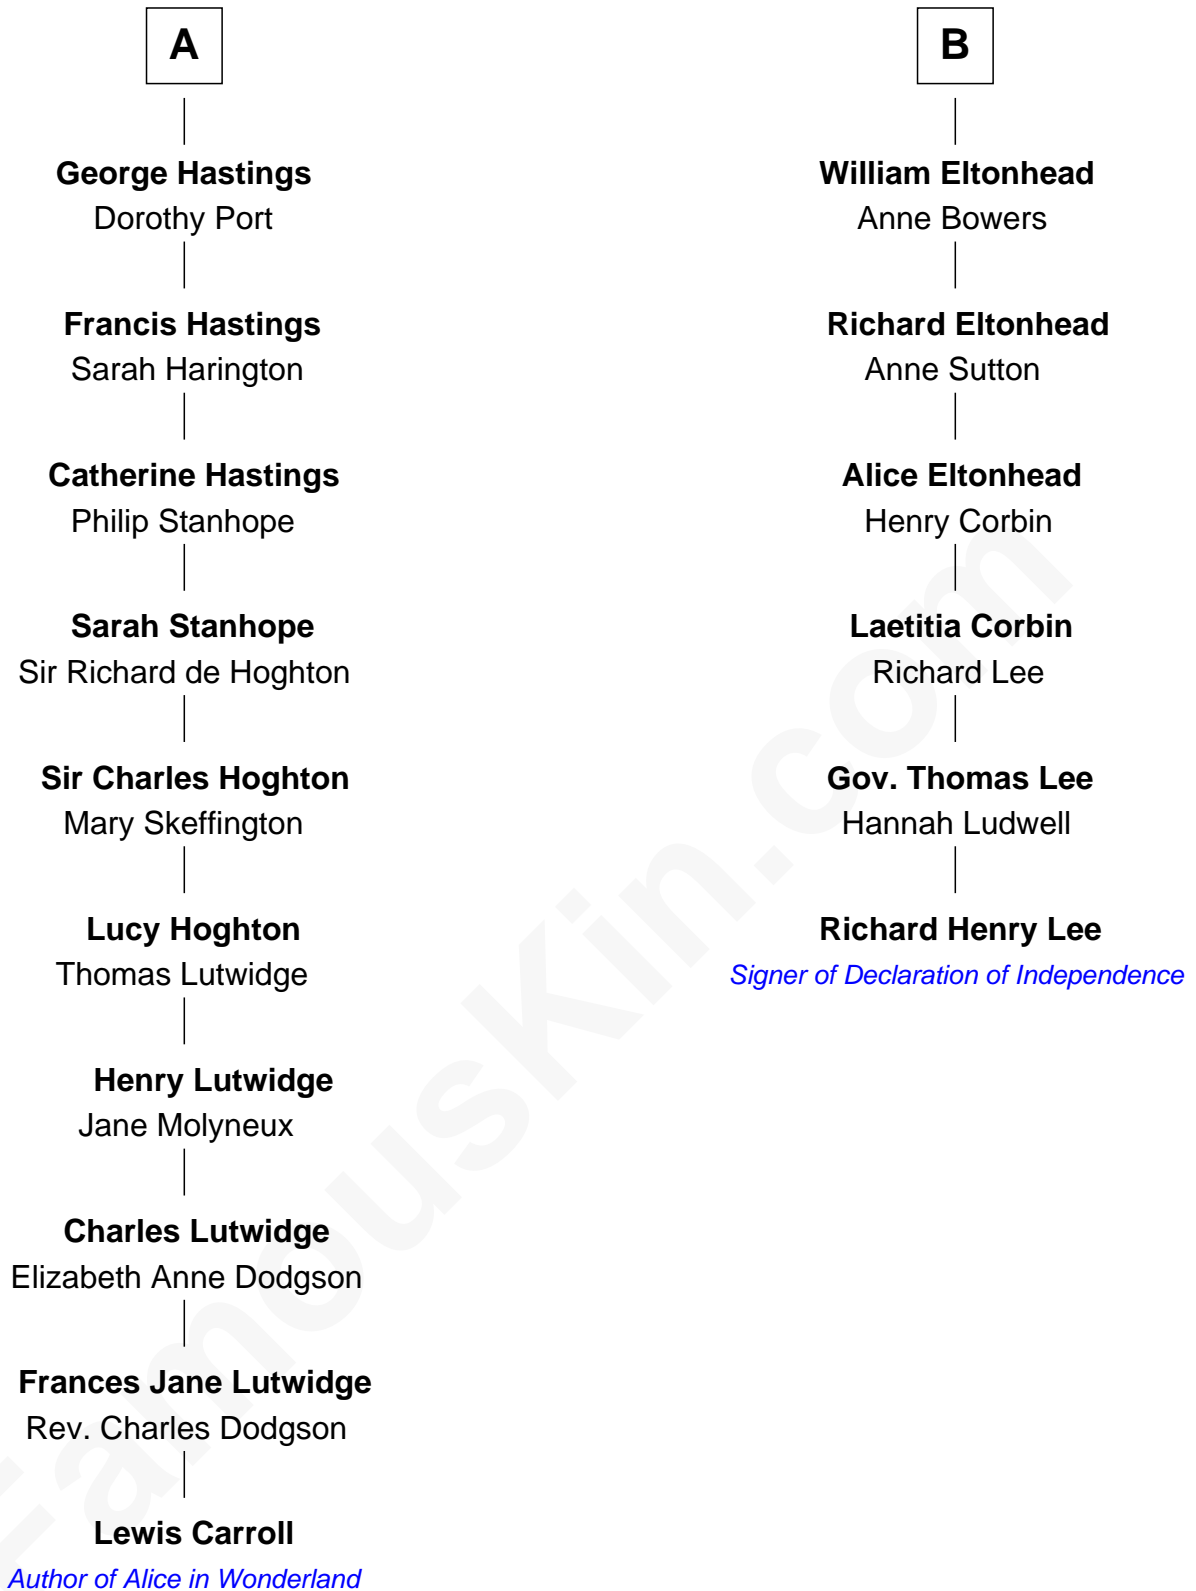 A
George Hastings
Dorothy Port
Francis Hastings
Sarah Harington
Catherine Hastings
Philip Stanhope
Sarah Stanhope
Sir Richard de Hoghton
Sir Charles Hoghton
Mary Skeffington
Lucy Hoghton
Thomas Lutwidge
Henry Lutwidge
Jane Molyneux
Charles Lutwidge
Elizabeth Anne Dodgson
Frances Jane Lutwidge
Rev. Charles Dodgson
Lewis Carroll
Author of Alice in Wonderland
B
William Eltonhead
Anne Bowers
Richard Eltonhead
Anne Sutton
Alice Eltonhead
Henry Corbin
Laetitia Corbin
Richard Lee
Gov. Thomas Lee
Hannah Ludwell
Richard Henry Lee
Signer of Declaration of Independence
FamousKin.com